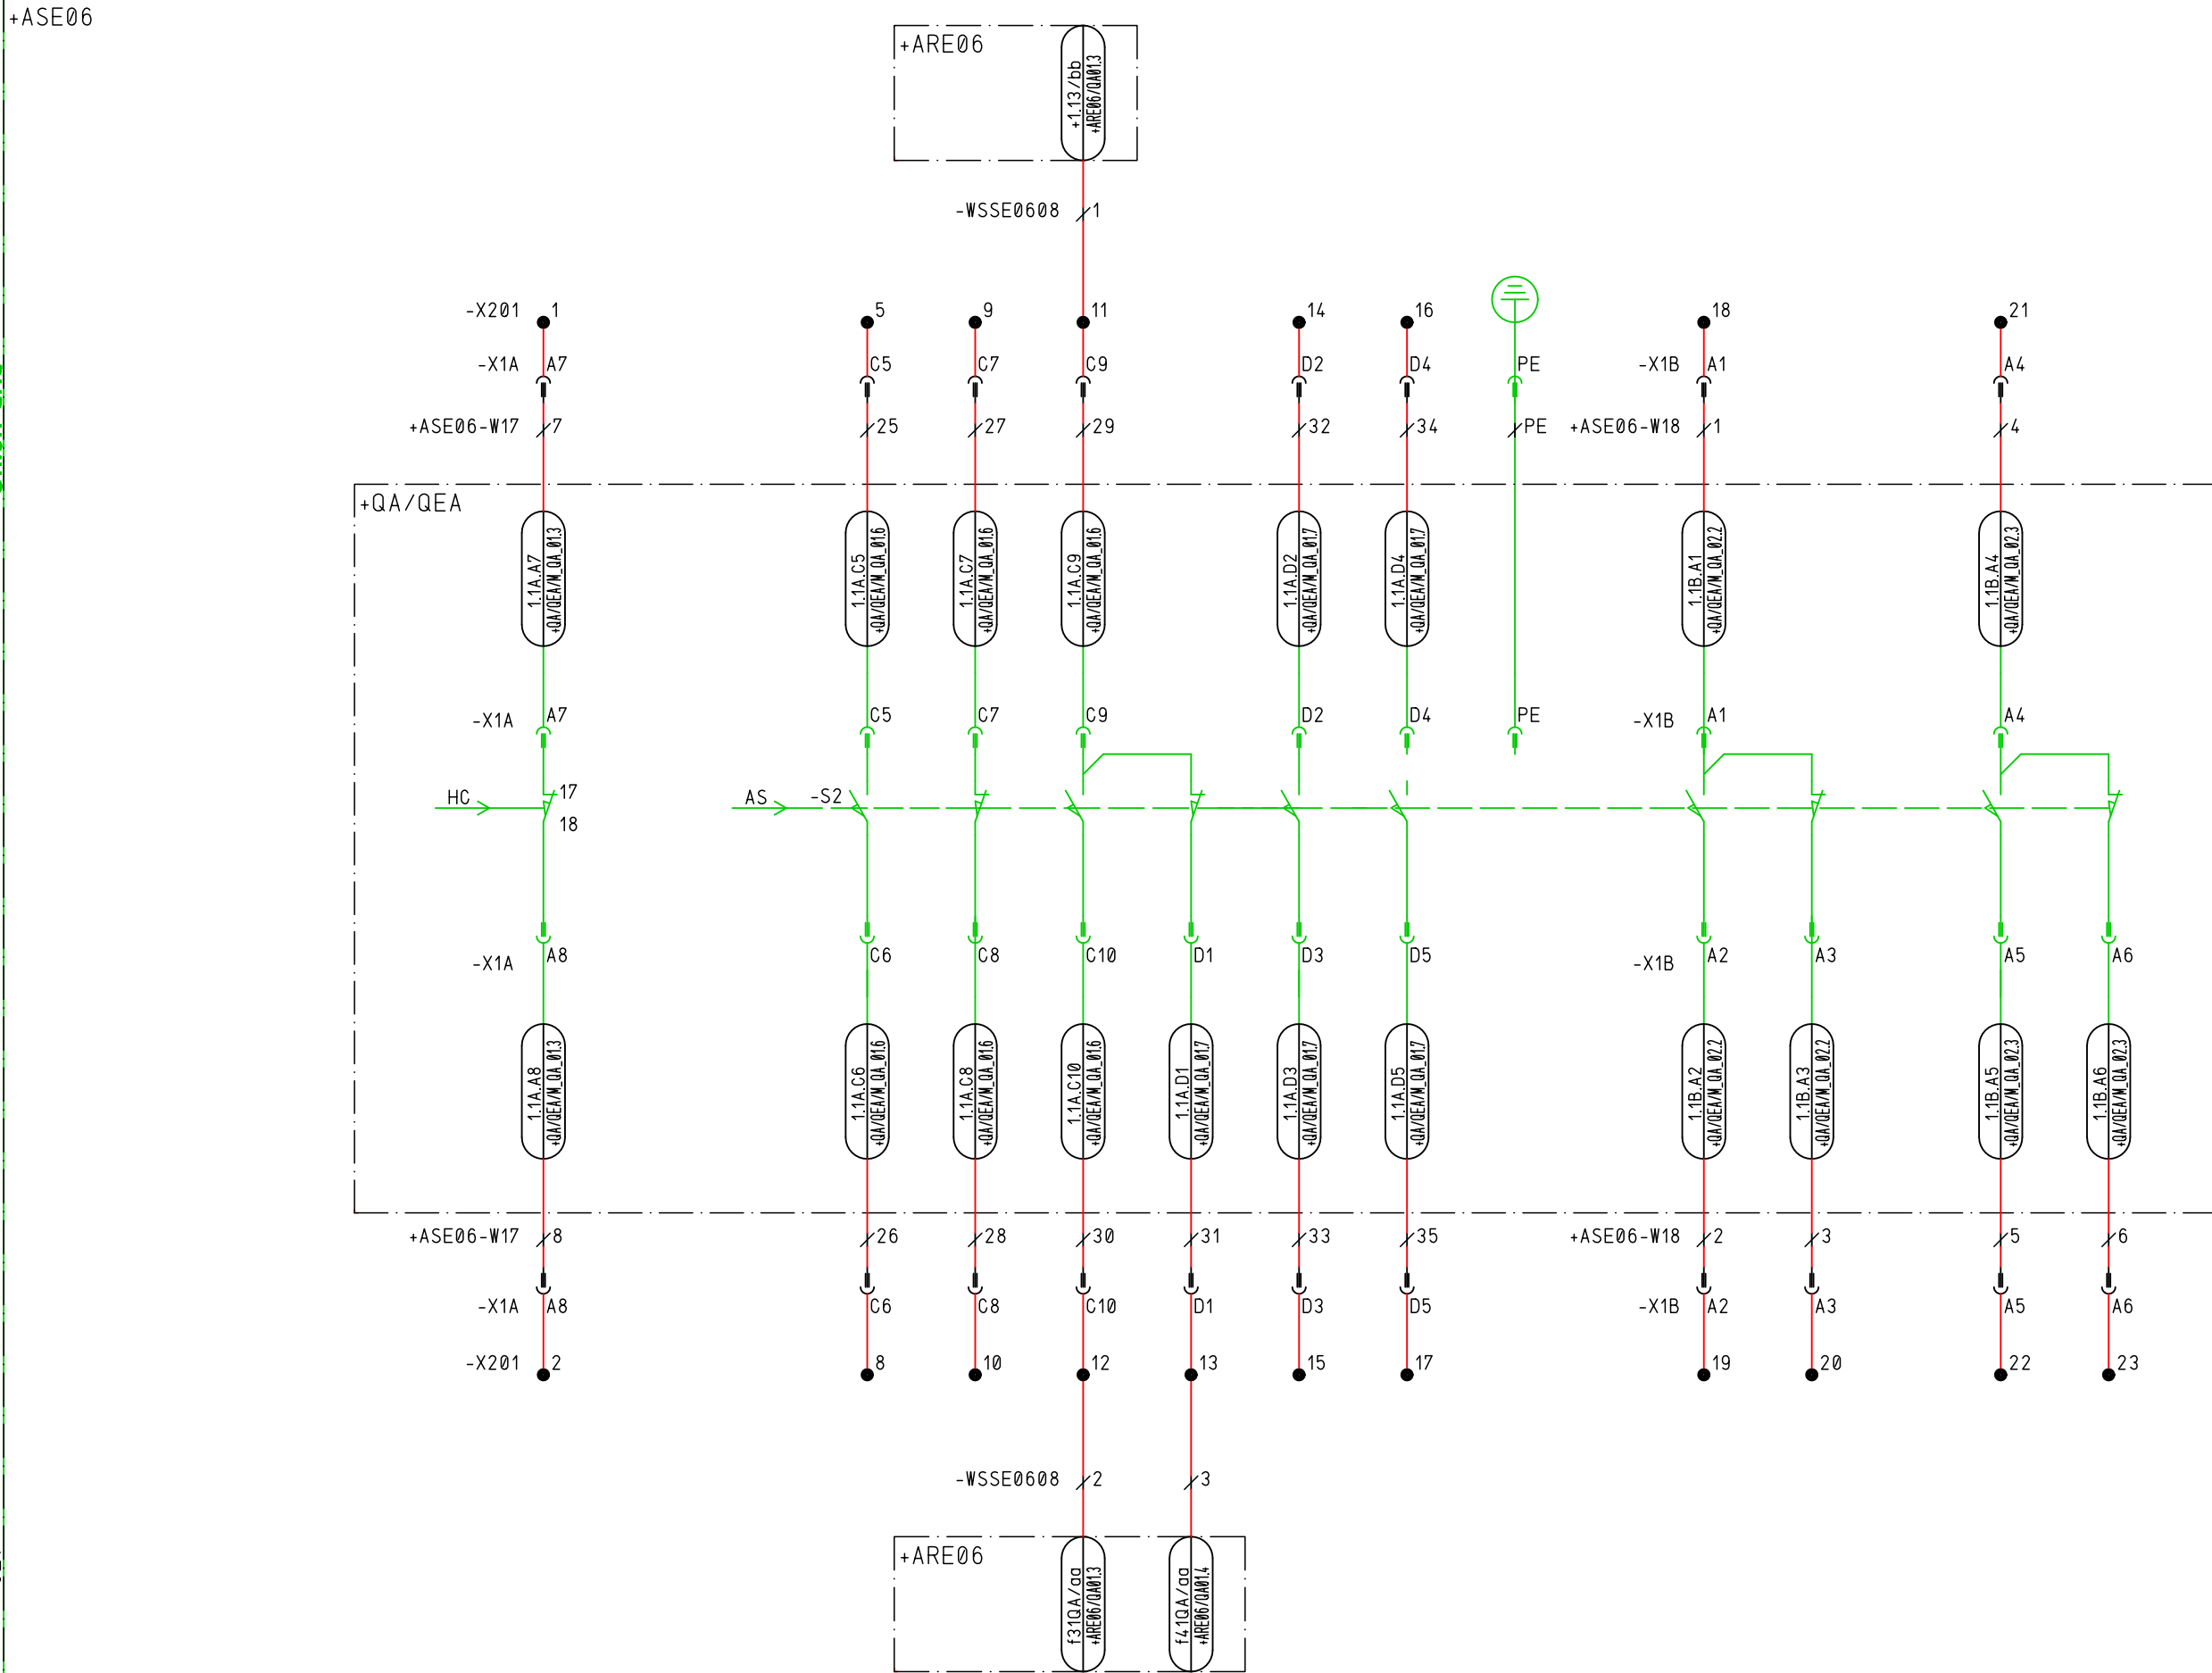 +ASE06
+ARE06
+1.13/bb
+ARE06/QA01.3
-WSSE0608 1
-X201 1 5 9 11 14 16 18 21
-X1A A7 C5 C7 C9 D2 D4 PE -X1B A1 A4
+ASE06-W17 7 25 27 29 32 34 PE +ASE06-W18 1 4
+QA/QEA
1.1A.A7
+QA/QEA/M_QA_01.3
1.1A.C5
+QA/QEA/M_QA_01.6
1.1A.C7
+QA/QEA/M_QA_01.6
1.1A.C9
+QA/QEA/M_QA_01.6
1.1A.D2
+QA/QEA/M_QA_01.7
1.1A.D4
+QA/QEA/M_QA_01.7
1.1B.A1
+QA/QEA/M_QA_02.2
1.1B.A4
+QA/QEA/M_QA_02.3
-X1A A7 C5 C7 C9 D2 D4 PE -X1B A1 A4
HC 17 AS -S2
18
-X1A A8 C6 C8 C10 D1 D3 D5 -X1B A2 A3 A5 A6
1.1A.A8
+QA/QEA/M_QA_01.3
1.1A.C6
+QA/QEA/M_QA_01.6
1.1A.C8
+QA/QEA/M_QA_01.6
1.1A.C10
+QA/QEA/M_QA_01.6
1.1A.D1
+QA/QEA/M_QA_01.7
1.1A.D3
+QA/QEA/M_QA_01.7
1.1A.D5
+QA/QEA/M_QA_01.7
1.1B.A2
+QA/QEA/M_QA_02.2
1.1B.A3
+QA/QEA/M_QA_02.2
1.1B.A5
+QA/QEA/M_QA_02.3
1.1B.A6
+QA/QEA/M_QA_02.3
+ASE06-W17 8 26 28 30 31 33 35 +ASE06-W18 2 3 5 6
-X1A A8 C6 C8 C10 D1 D3 D5 -X1B A2 A3 A5 A6
-X201 2 8 10 12 13 15 17 19 20 22 23
-WSSE0608 2 3
+ARE06
f31QA/aa
+ARE06/QA01.3
f41QA/aa
+ARE06/QA01.4